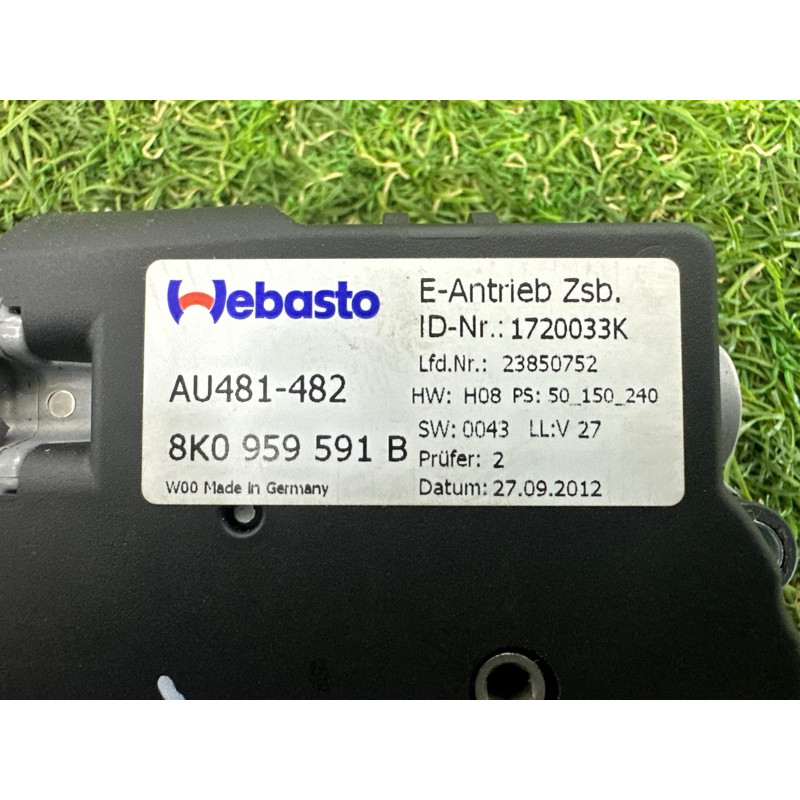 Webasto
AU481-482
8K0 959 591 B
W00 Made in Germany
E-Antrieb Zsb.
ID-Nr.: 1720033K
Lfd.Nr.: 23850752
HW: H08 PS: 50_150_240
SW: 0043 LL:V 27
Prüfer: 2
Datum: 27.09.2012